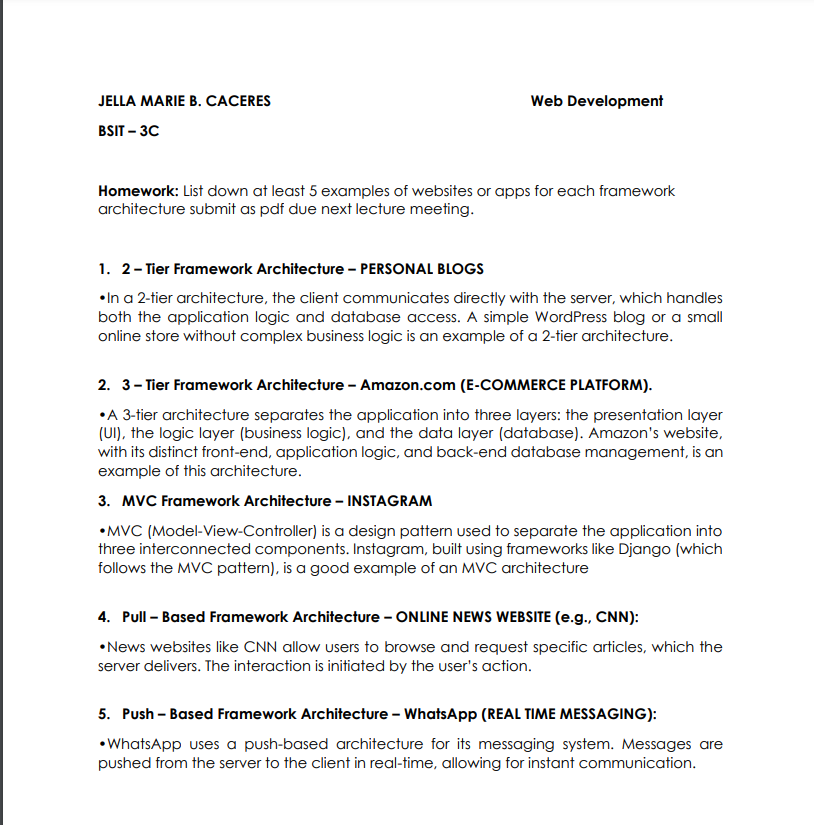 JELLA MARIE B. CACERES Web Development
BSIT – 3C
Homework: List down at least 5 examples of websites or apps for each framework
architecture submit as pdf due next lecture meeting.
1. 2 – Tier Framework Architecture – PERSONAL BLOGS
•In a 2-tier architecture, the client communicates directly with the server, which handles
both the application logic and database access. A simple WordPress blog or a small
online store without complex business logic is an example of a 2-tier architecture.
2. 3 – Tier Framework Architecture – Amazon.com (E-COMMERCE PLATFORM).
•A 3-tier architecture separates the application into three layers: the presentation layer
(UI), the logic layer (business logic), and the data layer (database). Amazon’s website,
with its distinct front-end, application logic, and back-end database management, is an
example of this architecture.
3. MVC Framework Architecture – INSTAGRAM
•MVC (Model-View-Controller) is a design pattern used to separate the application into
three interconnected components. Instagram, built using frameworks like Django (which
follows the MVC pattern), is a good example of an MVC architecture
4. Pull – Based Framework Architecture – ONLINE NEWS WEBSITE (e.g., CNN):
•News websites like CNN allow users to browse and request specific articles, which the
server delivers. The interaction is initiated by the user’s action.
5. Push – Based Framework Architecture – WhatsApp (REAL TIME MESSAGING):
•WhatsApp uses a push-based architecture for its messaging system. Messages are
pushed from the server to the client in real-time, allowing for instant communication.